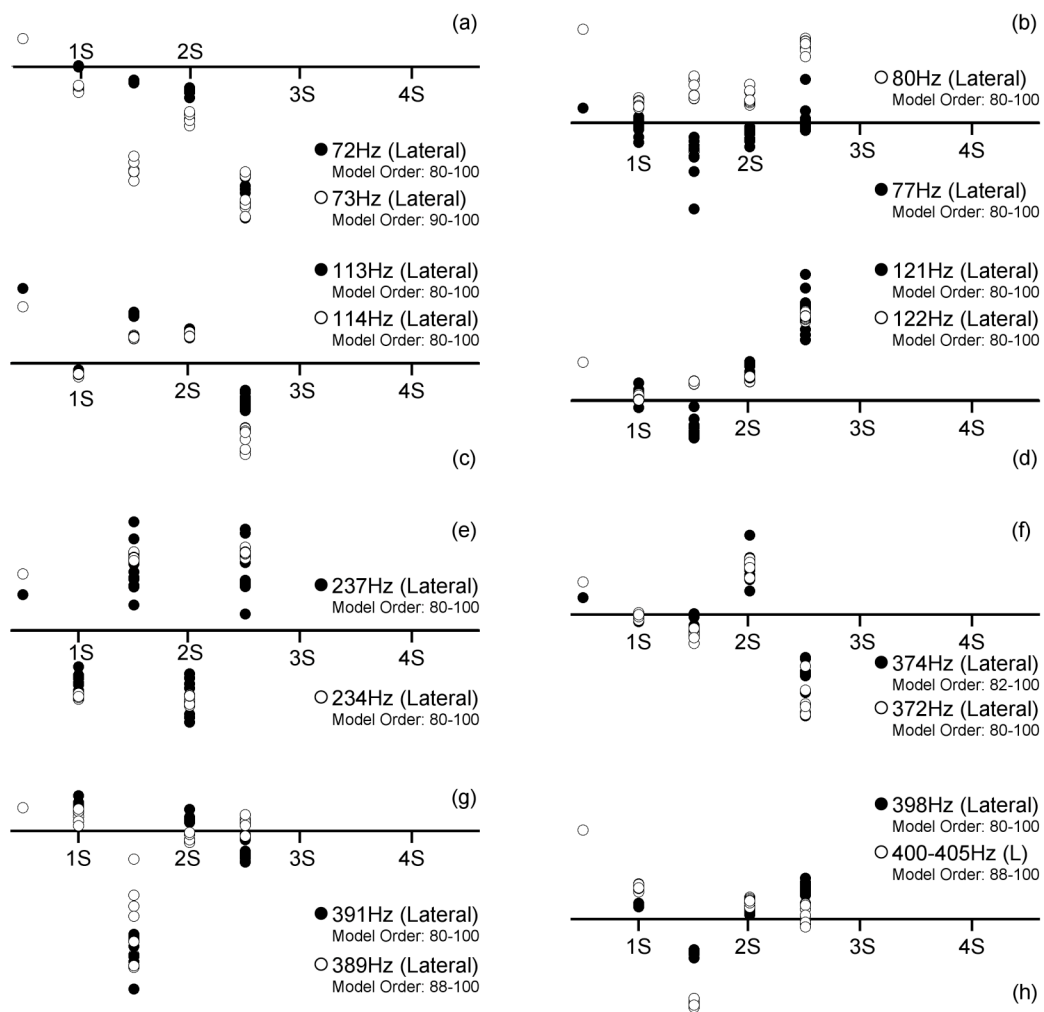 (a)
1S 2S
3S 4S
72Hz (Lateral)
Model Order: 80-100
73Hz (Lateral)
Model Order: 90-100
(b)
80Hz (Lateral)
Model Order: 80-100
1S 2S 3S 4S
77Hz (Lateral)
Model Order: 80-100
113Hz (Lateral)
Model Order: 80-100
114Hz (Lateral)
Model Order: 80-100
1S 2S 3S 4S
(c)
121Hz (Lateral)
Model Order: 80-100
122Hz (Lateral)
Model Order: 80-100
1S 2S 3S 4S
(d)
(e)
237Hz (Lateral)
Model Order: 80-100
1S 2S 3S 4S
234Hz (Lateral)
Model Order: 80-100
(f)
1S 2S 3S 4S
374Hz (Lateral)
Model Order: 82-100
372Hz (Lateral)
Model Order: 80-100
(g)
1S 2S 3S 4S
391Hz (Lateral)
Model Order: 80-100
389Hz (Lateral)
Model Order: 88-100
398Hz (Lateral)
Model Order: 80-100
400-405Hz (L)
Model Order: 88-100
1S 2S 3S 4S
(h)